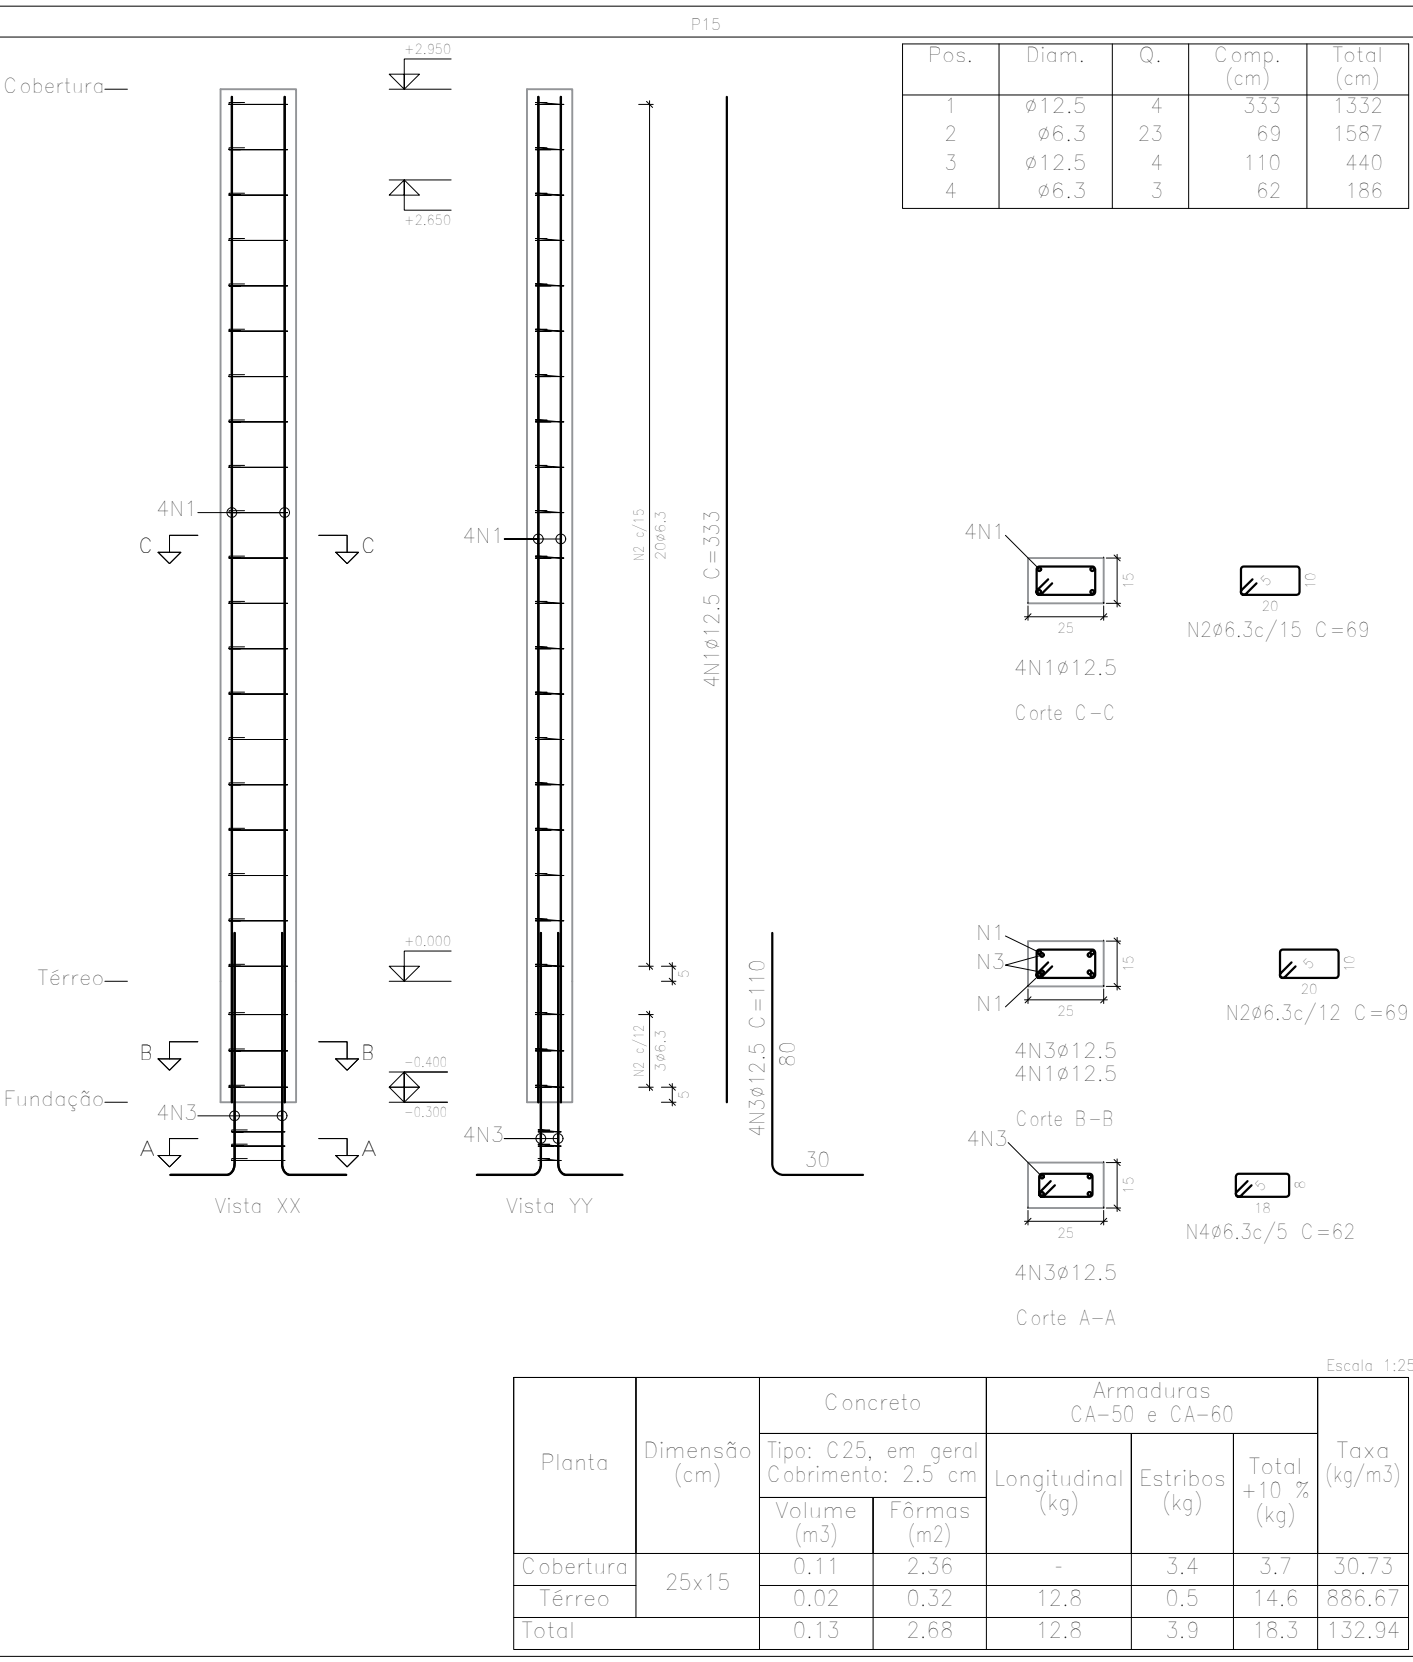 P15
Pos. Diam. Q. Comp. (cm) Total (cm)
1 ø12.5 4 333 1332
2 ø6.3 23 69 1587
3 ø12.5 4 110 440
4 ø6.3 3 62 186
Cobertura
+2.950
+2.650
4N1
C C
4N1
N2 c/15
20ø6.3
4N1ø12.5 C=333
4N1
15
25
4N1ø12.5
Corte C-C
5
10
20
N2ø6.3c/15 C=69
Térreo
+0.000
5
B B
Fundação
-0.400
-0.300
N2 c/12
3ø6.3
5
4N3
4N3
A A
Vista XX
Vista YY
4N3ø12.5 C=110
80
30
N1
N3
N1
15
25
4N3ø12.5
4N1ø12.5
Corte B-B
5
10
20
N2ø6.3c/12 C=69
4N3
15
25
4N3ø12.5
Corte A-A
5
8
18
N4ø6.3c/5 C=62
Escala 1:25
Planta
Dimensão
(cm)
Concreto
Tipo: C25, em geral
Cobrimento: 2.5 cm
Volume
(m3)
Fôrmas
(m2)
Armaduras
CA-50 e CA-60
Longitudinal
(kg)
Estribos
(kg)
Total
+10 %
(kg)
Taxa
(kg/m3)
Cobertura 25x15 0.11 2.36 - 3.4 3.7 30.73
Térreo 0.02 0.32 12.8 0.5 14.6 886.67
Total 0.13 2.68 12.8 3.9 18.3 132.94